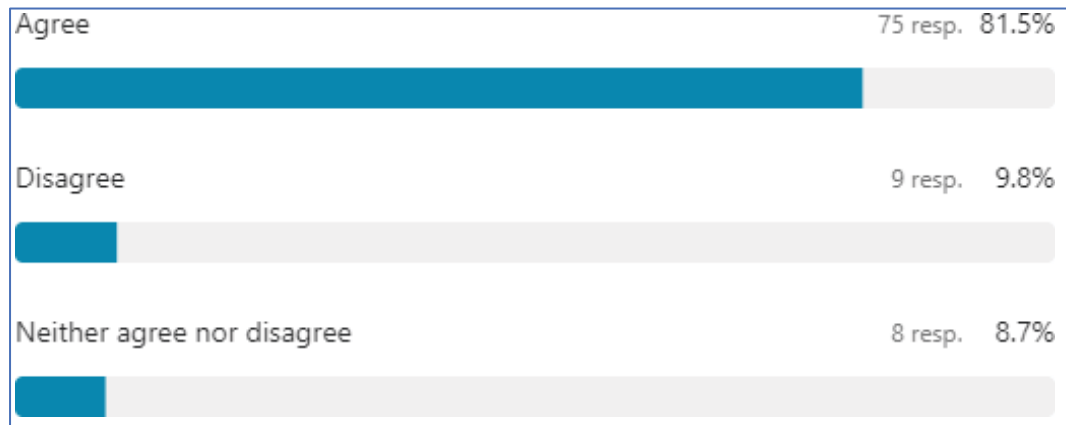 Agree 75 resp. 81.5%
Disagree 9 resp. 9.8%
Neither agree nor disagree 8 resp. 8.7%